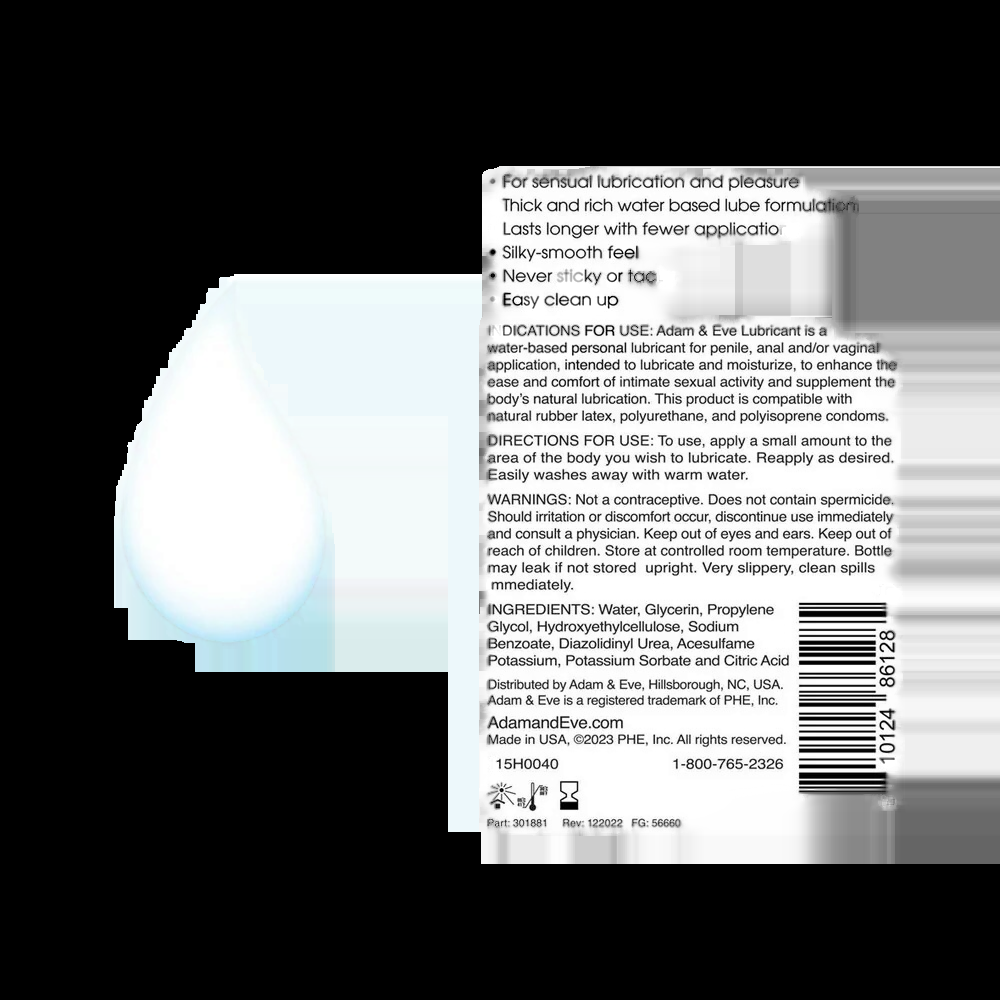 • For sensual lubrication and pleasure
Thick and rich water based lube formulation
Lasts longer with fewer applicatio
• Silky-smooth feel
• Never sticky or tac
• Easy clean up
INDICATIONS FOR USE: Adam & Eve Lubricant is a
water-based personal lubricant for penile, anal and/or vaginal
application, intended to lubricate and moisturize, to enhance the
ease and comfort of intimate sexual activity and supplement the
body's natural lubrication. This product is compatible with
natural rubber latex, polyurethane, and polyisoprene condoms.
DIRECTIONS FOR USE: To use, apply a small amount to the
area of the body you wish to lubricate. Reapply as desired.
Easily washes away with warm water.
WARNINGS: Not a contraceptive. Does not contain spermicide.
Should irritation or discomfort occur, discontinue use immediately
and consult a physician. Keep out of eyes and ears. Keep out of
reach of children. Store at controlled room temperature. Bottle
may leak if not stored upright. Very slippery, clean spills
mmediately.
INGREDIENTS: Water, Glycerin, Propylene
Glycol, Hydroxyethylcellulose, Sodium
Benzoate, Diazolidinyl Urea, Acesulfame
Potassium, Potassium Sorbate and Citric Acid
Distributed by Adam & Eve, Hillsborough, NC, USA.
Adam & Eve is a registered trademark of PHE, Inc.
AdamandEve.com
Made in USA, ©2023 PHE, Inc. All rights reserved.
15H0040 1-800-765-2326
10124 86128
Part: 301881 Rev: 122022 FG: 56660